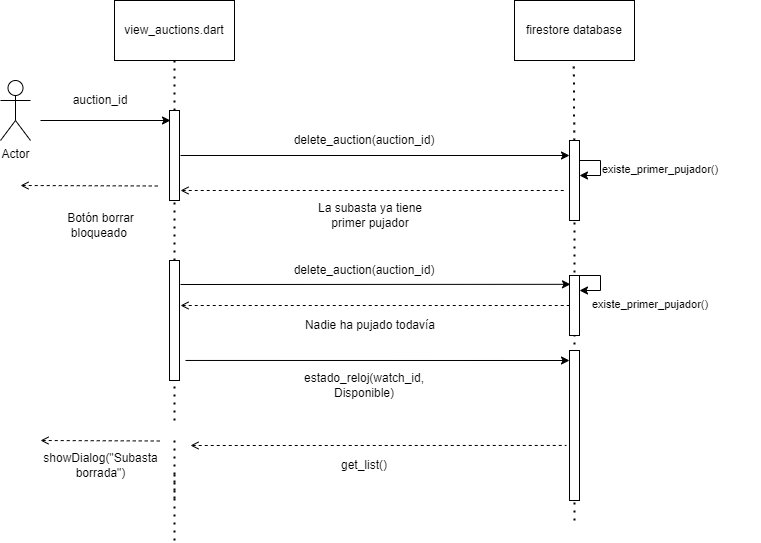 view_auctions.dart
firestore database
auction_id
Actor
delete_auction(auction_id)
existe_primer_pujador()
La subasta ya tiene
primer pujador
Botón borrar
bloqueado
delete_auction(auction_id)
existe_primer_pujador()
Nadie ha pujado todavía
estado_reloj(watch_id,
Disponible)
showDialog("Subasta
borrada")
get_list()